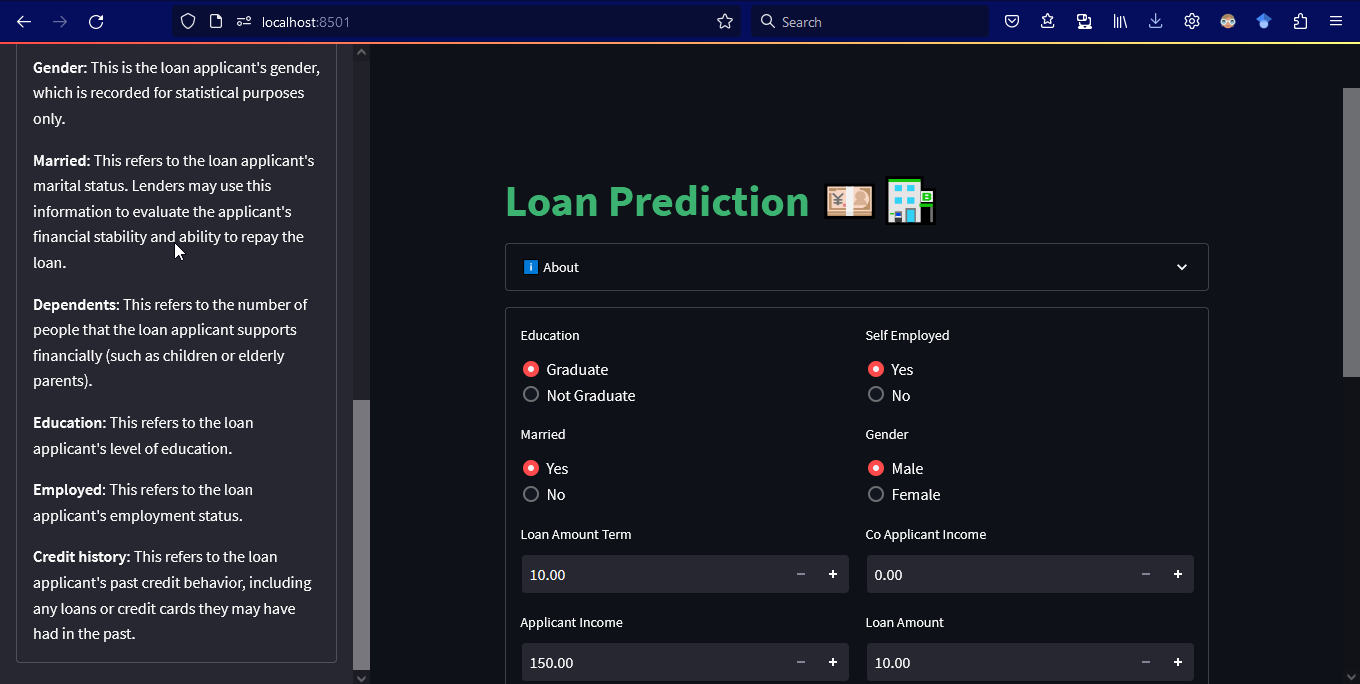 localhost:8501
Search
Gender: This is the loan applicant's gender,
which is recorded for statistical purposes
only.
Married: This refers to the loan applicant's
marital status. Lenders may use this
information to evaluate the applicant's
financial stability and ability to repay the
loan.
Dependents: This refers to the number of
people that the loan applicant supports
financially (such as children or elderly
parents).
Education: This refers to the loan
applicant's level of education.
Employed: This refers to the loan
applicant's employment status.
Credit history: This refers to the loan
applicant's past credit behavior, including
any loans or credit cards they may have
had in the past.
Loan Prediction 💴 🏦
ℹ️ About
Education
Graduate
Not Graduate
Self Employed
Yes
No
Married
Yes
No
Gender
Male
Female
Loan Amount Term
10.00
Co Applicant Income
0.00
Applicant Income
150.00
Loan Amount
10.00